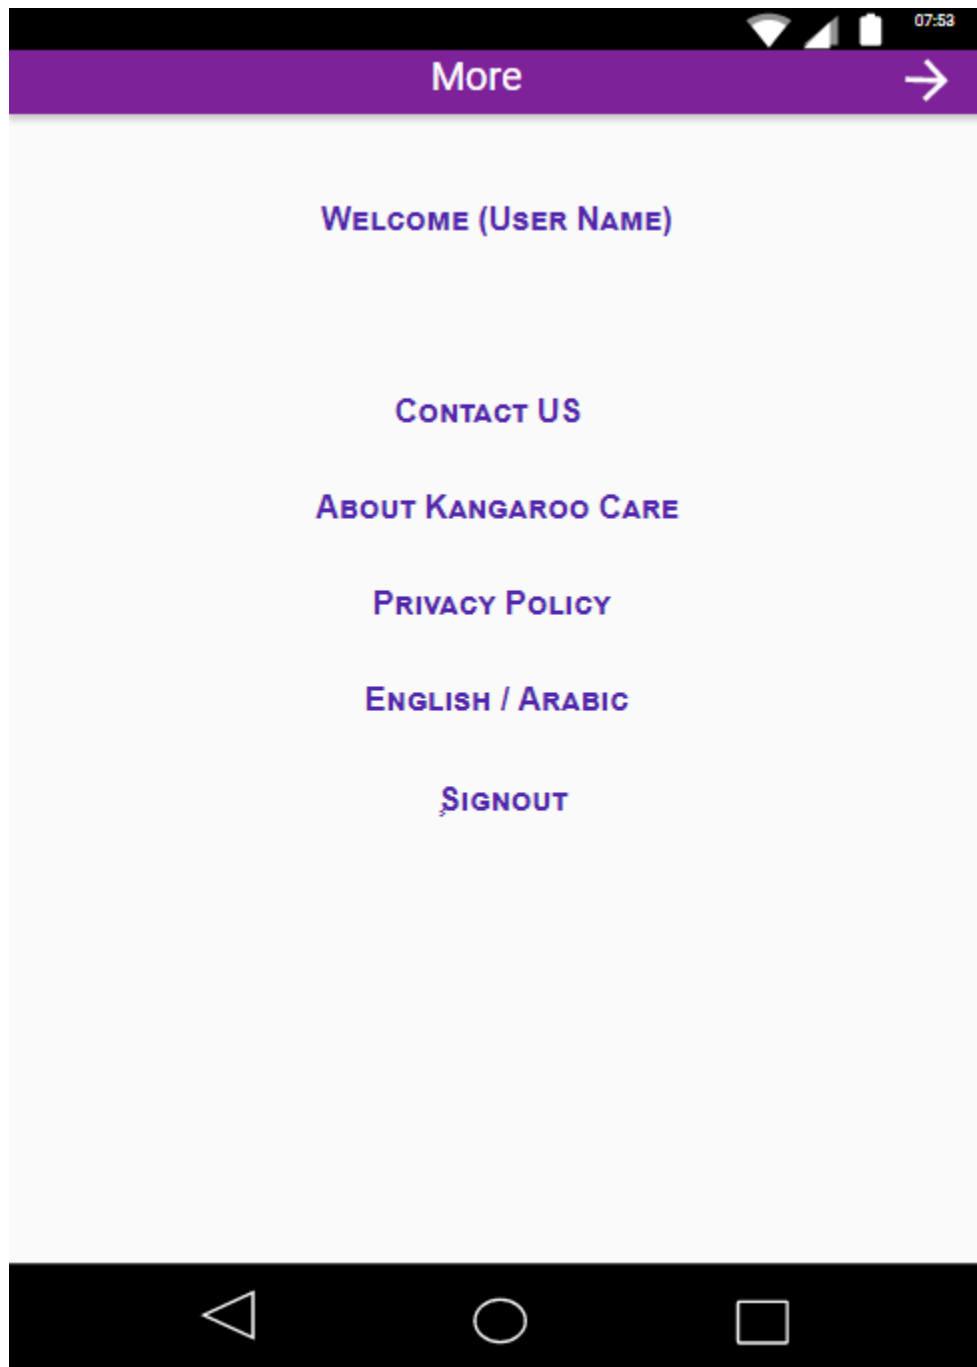 07:53
More
Welcome (User Name)
Contact US
About Kangaroo Care
Privacy Policy
English / Arabic
Signout